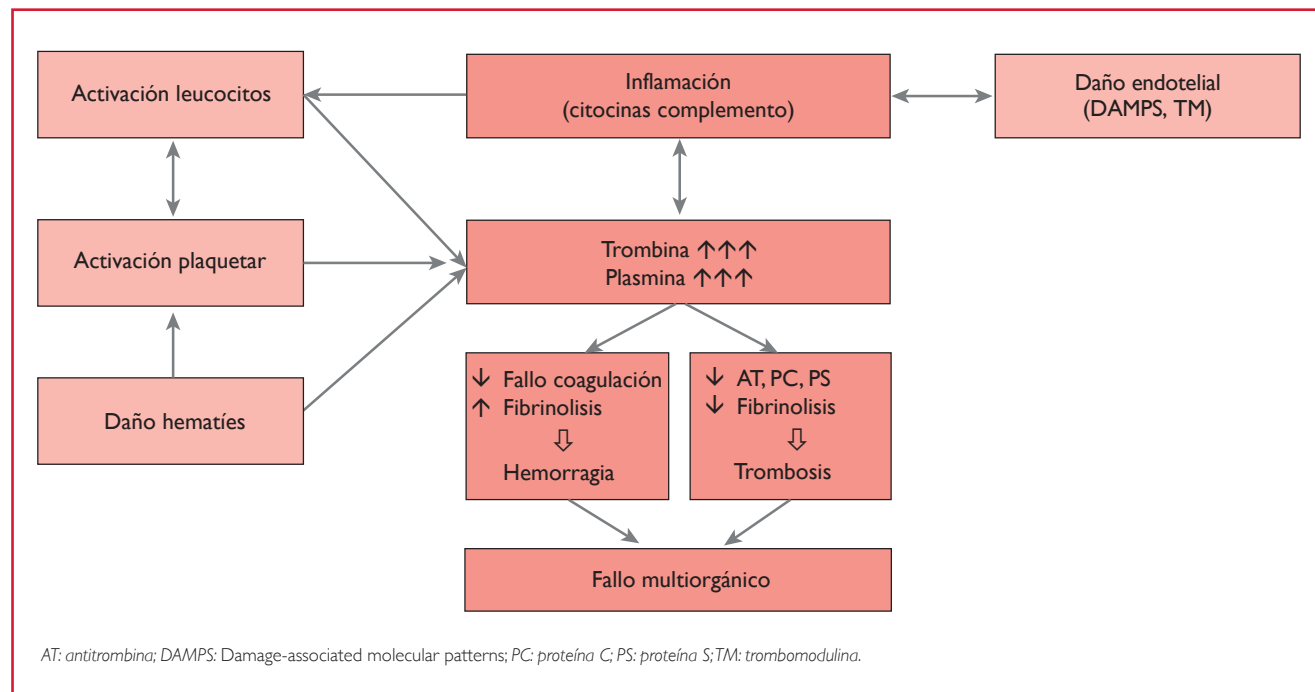 Activación leucocitos
Inflamación
(citocinas complemento)
Daño endotelial
(DAMPS, TM)
Activación plaquetar
Trombina ↑↑↑
Plasmina ↑↑↑
Daño hematíes
↓ Fallo coagulación
↑ Fibrinolisis
⇩
Hemorragia
↓ AT, PC, PS
↓ Fibrinolisis
⇩
Trombosis
Fallo multiorgánico
AT: antitrombina; DAMPS: Damage-associated molecular patterns; PC: proteína C; PS: proteína S; TM: trombomodulina.